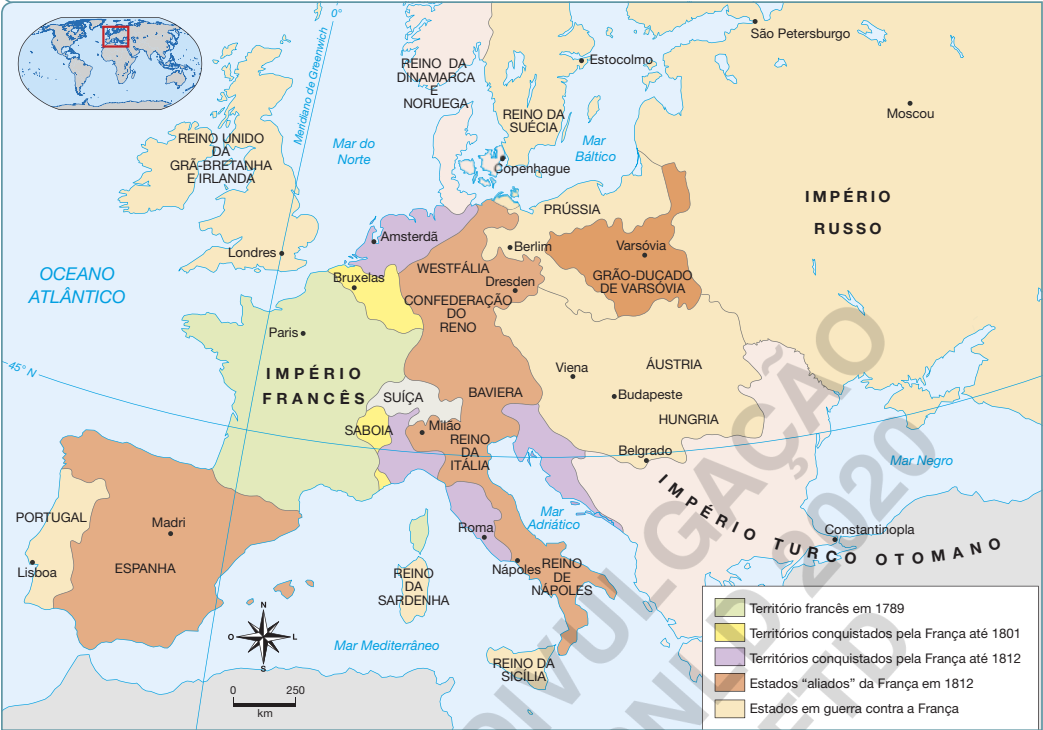 0°
Meridiano de Greenwich
São Petersburgo
Estocolmo
REINO DA
DINAMARCA
E
NORUEGA
Moscou
REINO DA
SUÉCIA
REINO UNIDO
DA
GRÃ-BRETANHA
E IRLANDA
Mar do
Norte
Mar
Báltico
Copenhague
IMPÉRIO
RUSSO
PRÚSSIA
Amsterdã
Berlim
Varsóvia
Londres
OCEANO
ATLÂNTICO
WESTFÁLIA
Bruxelas
Dresden
GRÃO-DUCADO
DE VARSÓVIA
CONFEDERAÇÃO
DO
RENO
Paris
45° N
IMPÉRIO
FRANCÊS
Viena
ÁUSTRIA
SUÍÇA
BAVIERA
Budapeste
HUNGRIA
SABOIA
Milão
REINO
DA
ITÁLIA
Belgrado
Mar Negro
IMPÉRIO TURCO OTOMANO
PORTUGAL
Madri
Mar
Adriático
Roma
Constantinopla
Lisboa
ESPANHA
REINO
DA
SARDENHA
Nápoles
REINO
DE
NÁPOLES
N
O
L
S
Mar Mediterrâneo
REINO DA
SICÍLIA
0 250
km
Território francês em 1789
Territórios conquistados pela França até 1801
Territórios conquistados pela França até 1812
Estados "aliados" da França em 1812
Estados em guerra contra a França
DIVULGAÇÃO
PNLD 2020
FTD